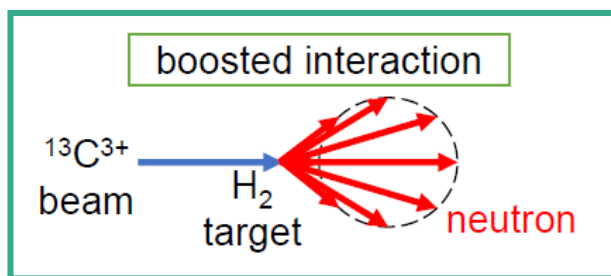 boosted interaction
¹³C³⁺
beam
H₂
target
neutron